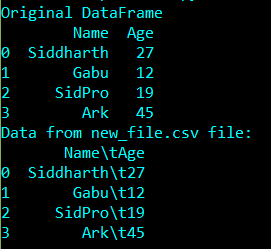 Original DataFrame
Name Age
0 Siddharth 27
1 Gabu 12
2 SidPro 19
3 Ark 45
Data from new_file.csv file:
Name\tAge
0 Siddharth\t27
1 Gabu\t12
2 SidPro\t19
3 Ark\t45